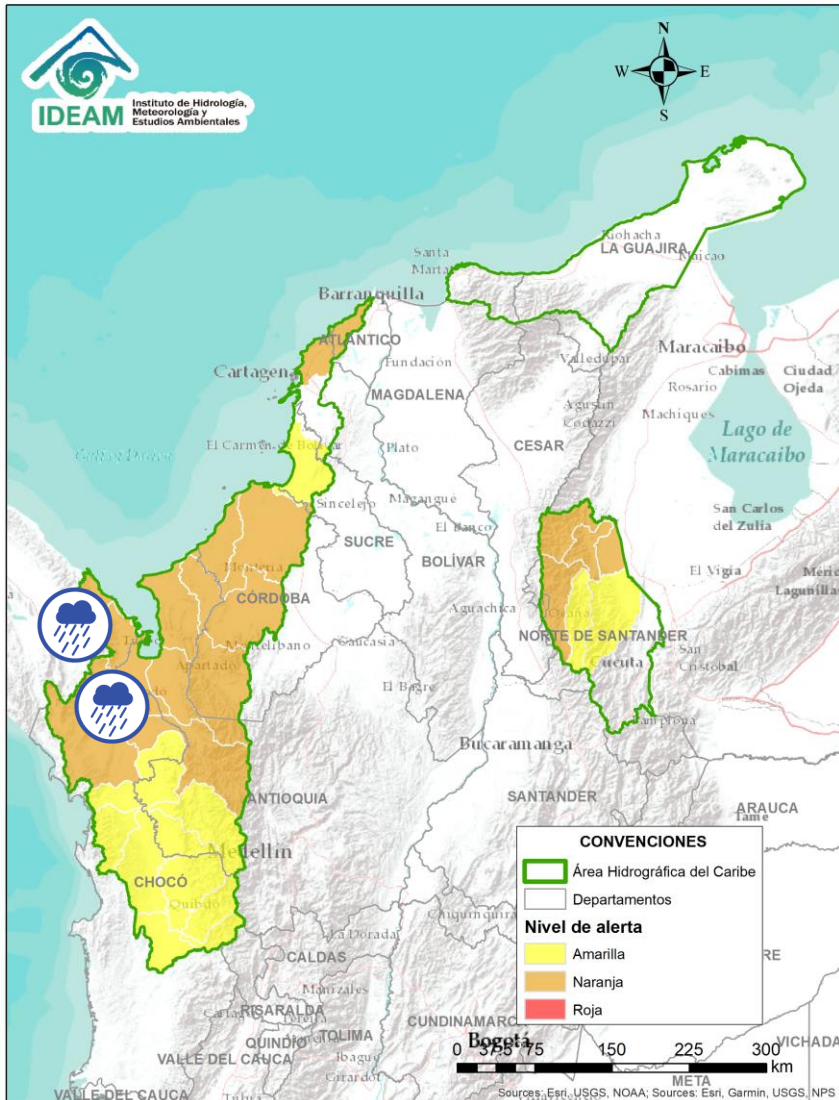 IDEAM
Instituto de Hidrología,
Meteorología y
Estudios Ambientales
N
W
E
S
Riohacha
LA GUAJIRA
Maicao
Santa
Marta
Barranquilla
ATLÁNTICO
Cartagena
Fundación
Valledupar
Maracaibo
Cabimas
Ciudad
Ojeda
Rosario
Machiques
MAGDALENA
Agustín
Codazzi
El Carmen de Bolívar
Plato
CESAR
Lago de
Maracaibo
Sincelejo
Magangué
San Carlos
del Zulia
SUCRE
El Banco
BOLÍVAR
Montería
El Vigía
Lagunillas
CÓRDOBA
Aguachica
Ocaña
NORTE DE SANTANDER
Montelíbano
Caucasia
San
Cristóbal
Apartadó
Cúcuta
El Bagre
Pamplona
Bucaramanga
ANTIOQUIA
SANTANDER
ARAUCA
Tame
Medellín
CHOCÓ
Quibdó
Chiquinquirá
La Dorada
CALDAS
Manizales
RISARALDA
Pereira
QUINDÍO
TOLIMA
Ibagué
Girardot
CUNDINAMARC
Bogotá
VALLE DEL CAUCA
VALLE DEL CAUCA
Tuluá
VICHADA
META
CONVENCIONES
Área Hidrográfica del Caribe
Departamentos
Nivel de alerta
Amarilla
Naranja
Roja
RE
0 37.5 75 150 225 300
km
Sources: Esri, USGS, NOAA; Sources: Esri, Garmin, USGS, NPS